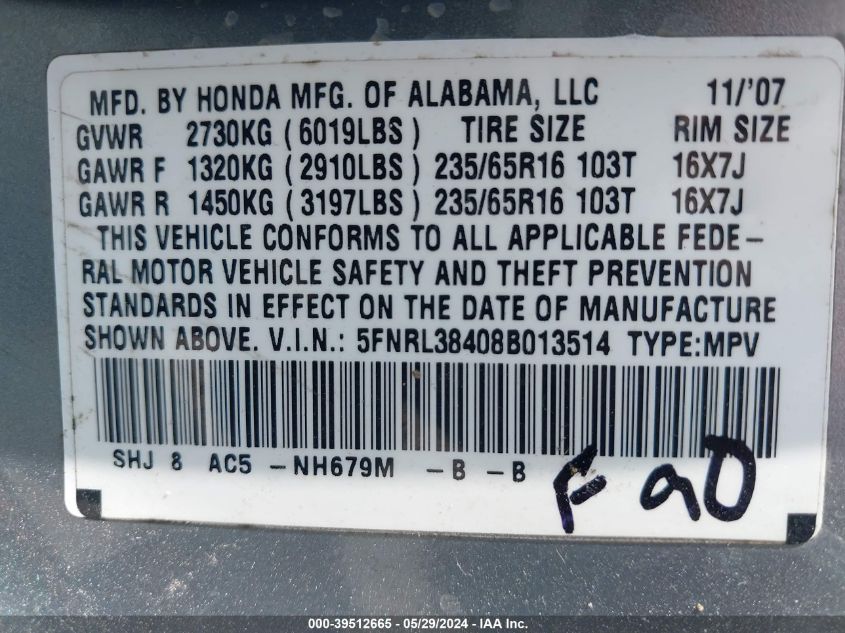 MFD. BY HONDA MFG. OF ALABAMA, LLC 11/'07
GVWR 2730KG (6019LBS) TIRE SIZE RIM SIZE
GAWR F 1320KG (2910LBS) 235/65R16 103T 16X7J
GAWR R 1450KG (3197LBS) 235/65R16 103T 16X7J
THIS VEHICLE CONFORMS TO ALL APPLICABLE FEDE-
RAL MOTOR VEHICLE SAFETY AND THEFT PREVENTION
STANDARDS IN EFFECT ON THE DATE OF MANUFACTURE
SHOWN ABOVE. V.I.N.: 5FNRL38408B013514 TYPE:MPV
SHJ 8 AC5 -NH679M -B -B
F 90
000-39512665 - 05/29/2024 - IAA Inc.